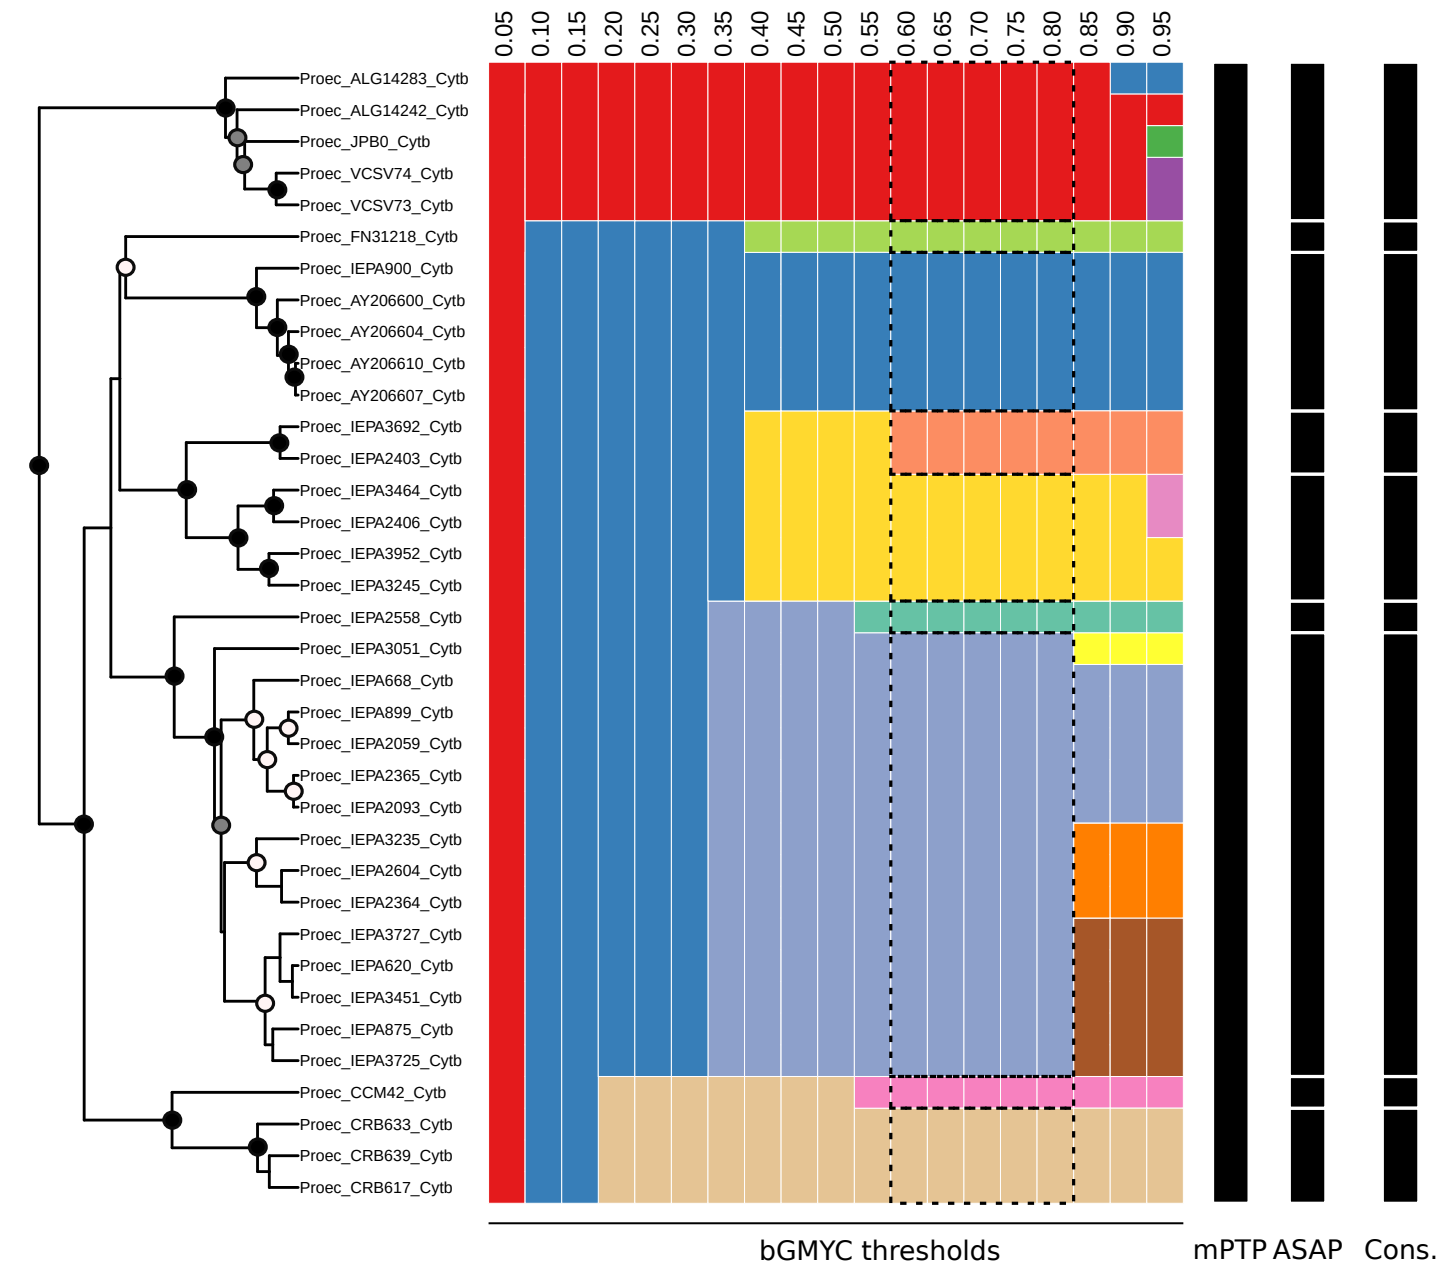 0.05 0.10 0.15 0.20 0.25 0.30 0.35 0.40 0.45 0.50 0.55 0.60 0.65 0.70 0.75 0.80 0.85 0.90 0.95
Proec_ALG14283_Cytb
Proec_ALG14242_Cytb
Proec_JPB0_Cytb
Proec_VCSV74_Cytb
Proec_VCSV73_Cytb
Proec_FN31218_Cytb
Proec_IEPA900_Cytb
Proec_AY206600_Cytb
Proec_AY206604_Cytb
Proec_AY206610_Cytb
Proec_AY206607_Cytb
Proec_IEPA3692_Cytb
Proec_IEPA2403_Cytb
Proec_IEPA3464_Cytb
Proec_IEPA2406_Cytb
Proec_IEPA3952_Cytb
Proec_IEPA3245_Cytb
Proec_IEPA2558_Cytb
Proec_IEPA3051_Cytb
Proec_IEPA668_Cytb
Proec_IEPA899_Cytb
Proec_IEPA2059_Cytb
Proec_IEPA2365_Cytb
Proec_IEPA2093_Cytb
Proec_IEPA3235_Cytb
Proec_IEPA2604_Cytb
Proec_IEPA2364_Cytb
Proec_IEPA3727_Cytb
Proec_IEPA620_Cytb
Proec_IEPA3451_Cytb
Proec_IEPA875_Cytb
Proec_IEPA3725_Cytb
Proec_CCM42_Cytb
Proec_CRB633_Cytb
Proec_CRB639_Cytb
Proec_CRB617_Cytb
bGMYC thresholds mPTP ASAP Cons.